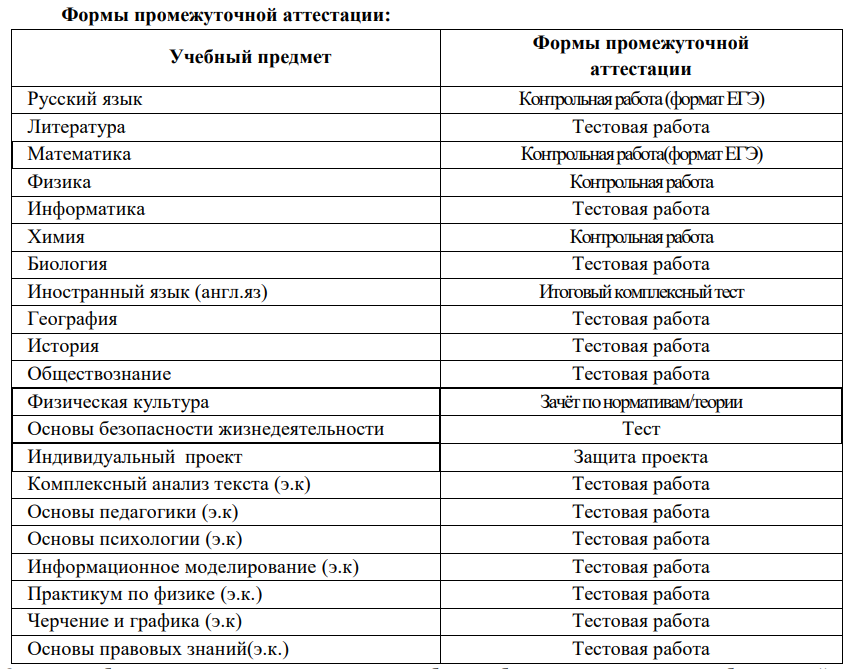 Формы промежуточной аттестации:
Учебный предмет
Формы промежуточной
аттестации
Русский язык
Контрольная работа (формат ЕГЭ)
Литература
Тестовая работа
Математика
Контрольная работа(формат ЕГЭ)
Физика
Контрольная работа
Информатика
Тестовая работа
Химия
Контрольная работа
Биология
Тестовая работа
Иностранный язык (англ.яз)
Итоговый комплексный тест
География
Тестовая работа
История
Тестовая работа
Обществознание
Тестовая работа
Физическая культура
Зачёт по нормативам/теории
Основы безопасности жизнедеятельности
Тест
Индивидуальный проект
Защита проекта
Комплексный анализ текста (э.к)
Тестовая работа
Основы педагогики (э.к)
Тестовая работа
Основы психологии (э.к)
Тестовая работа
Информационное моделирование (э.к)
Тестовая работа
Практикум по физике (э.к.)
Тестовая работа
Черчение и графика (э.к)
Тестовая работа
Основы правовых знаний(э.к.)
Тестовая работа